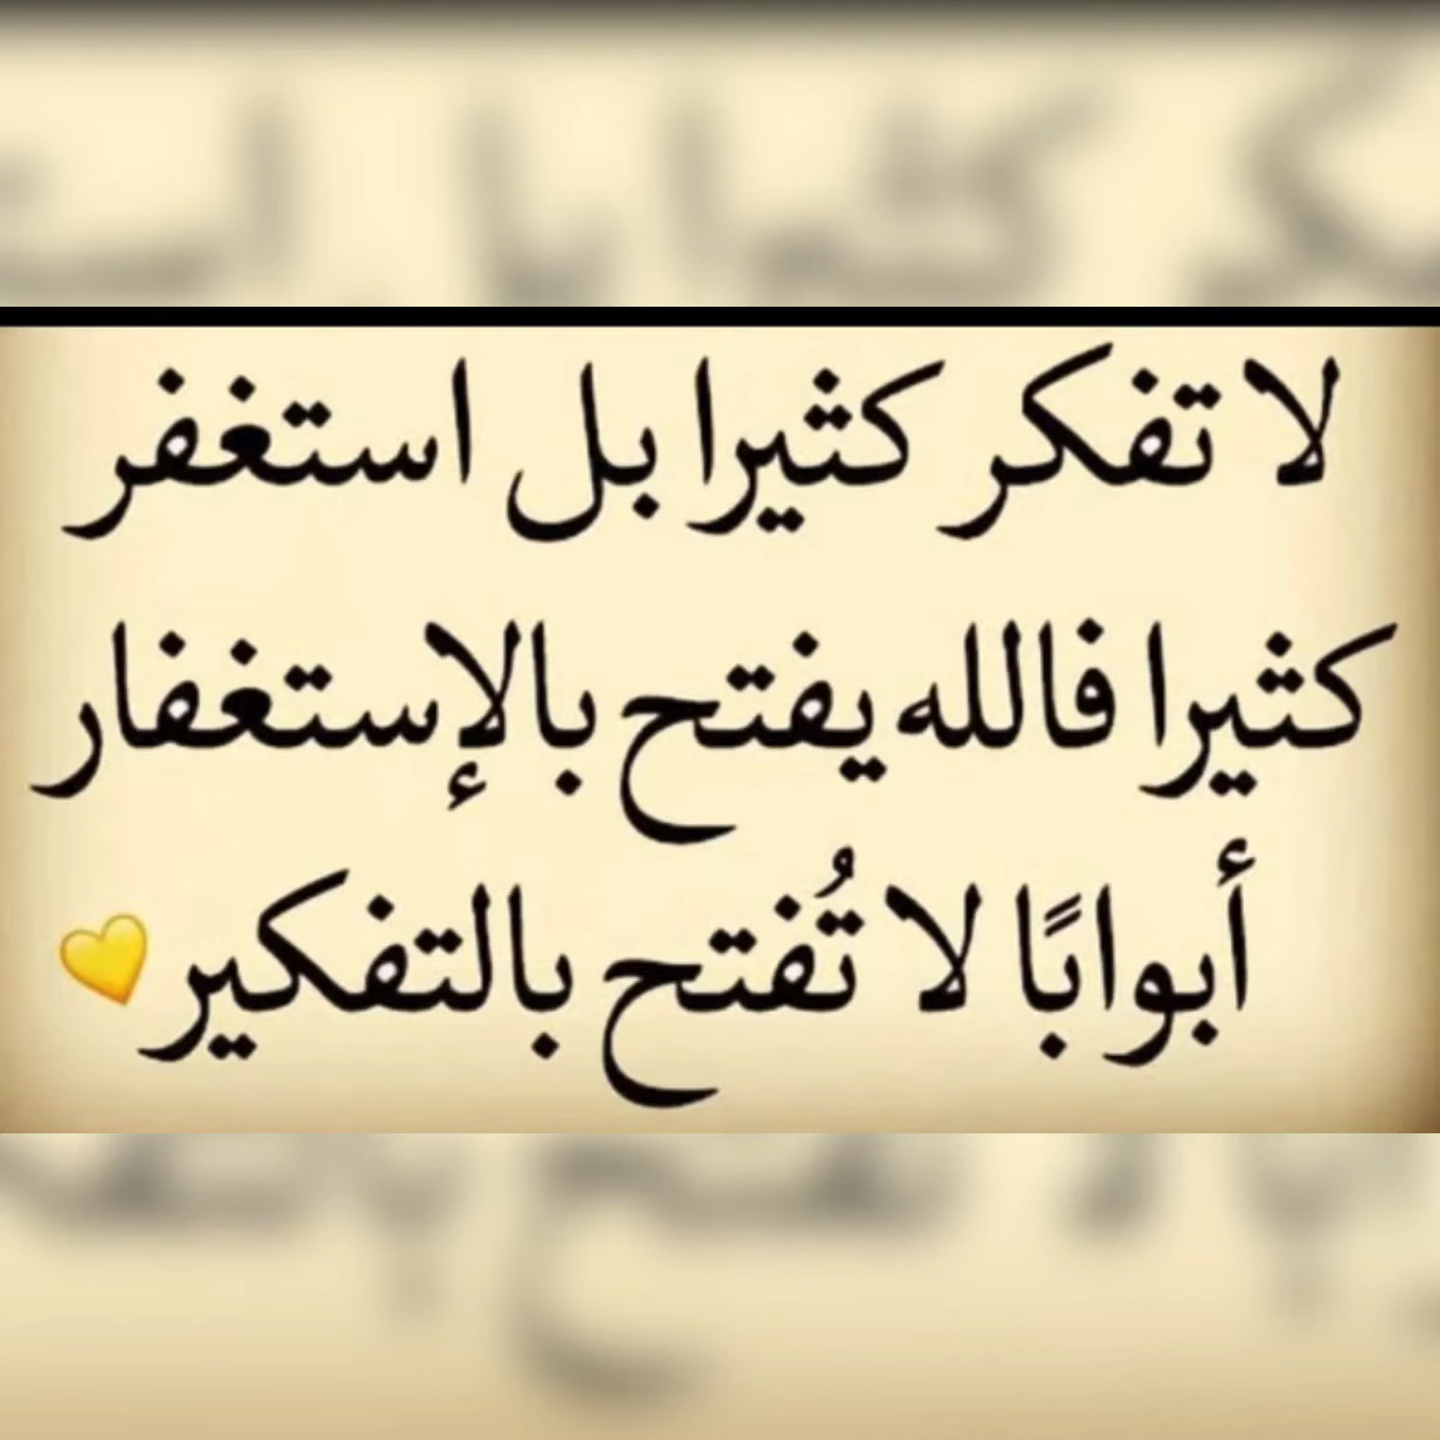 لا تفكر كثيرا بل استغفر
كثيرا فالله يفتح بالإستغفار
أبوابًا لا تُفتح بالتفكير💛